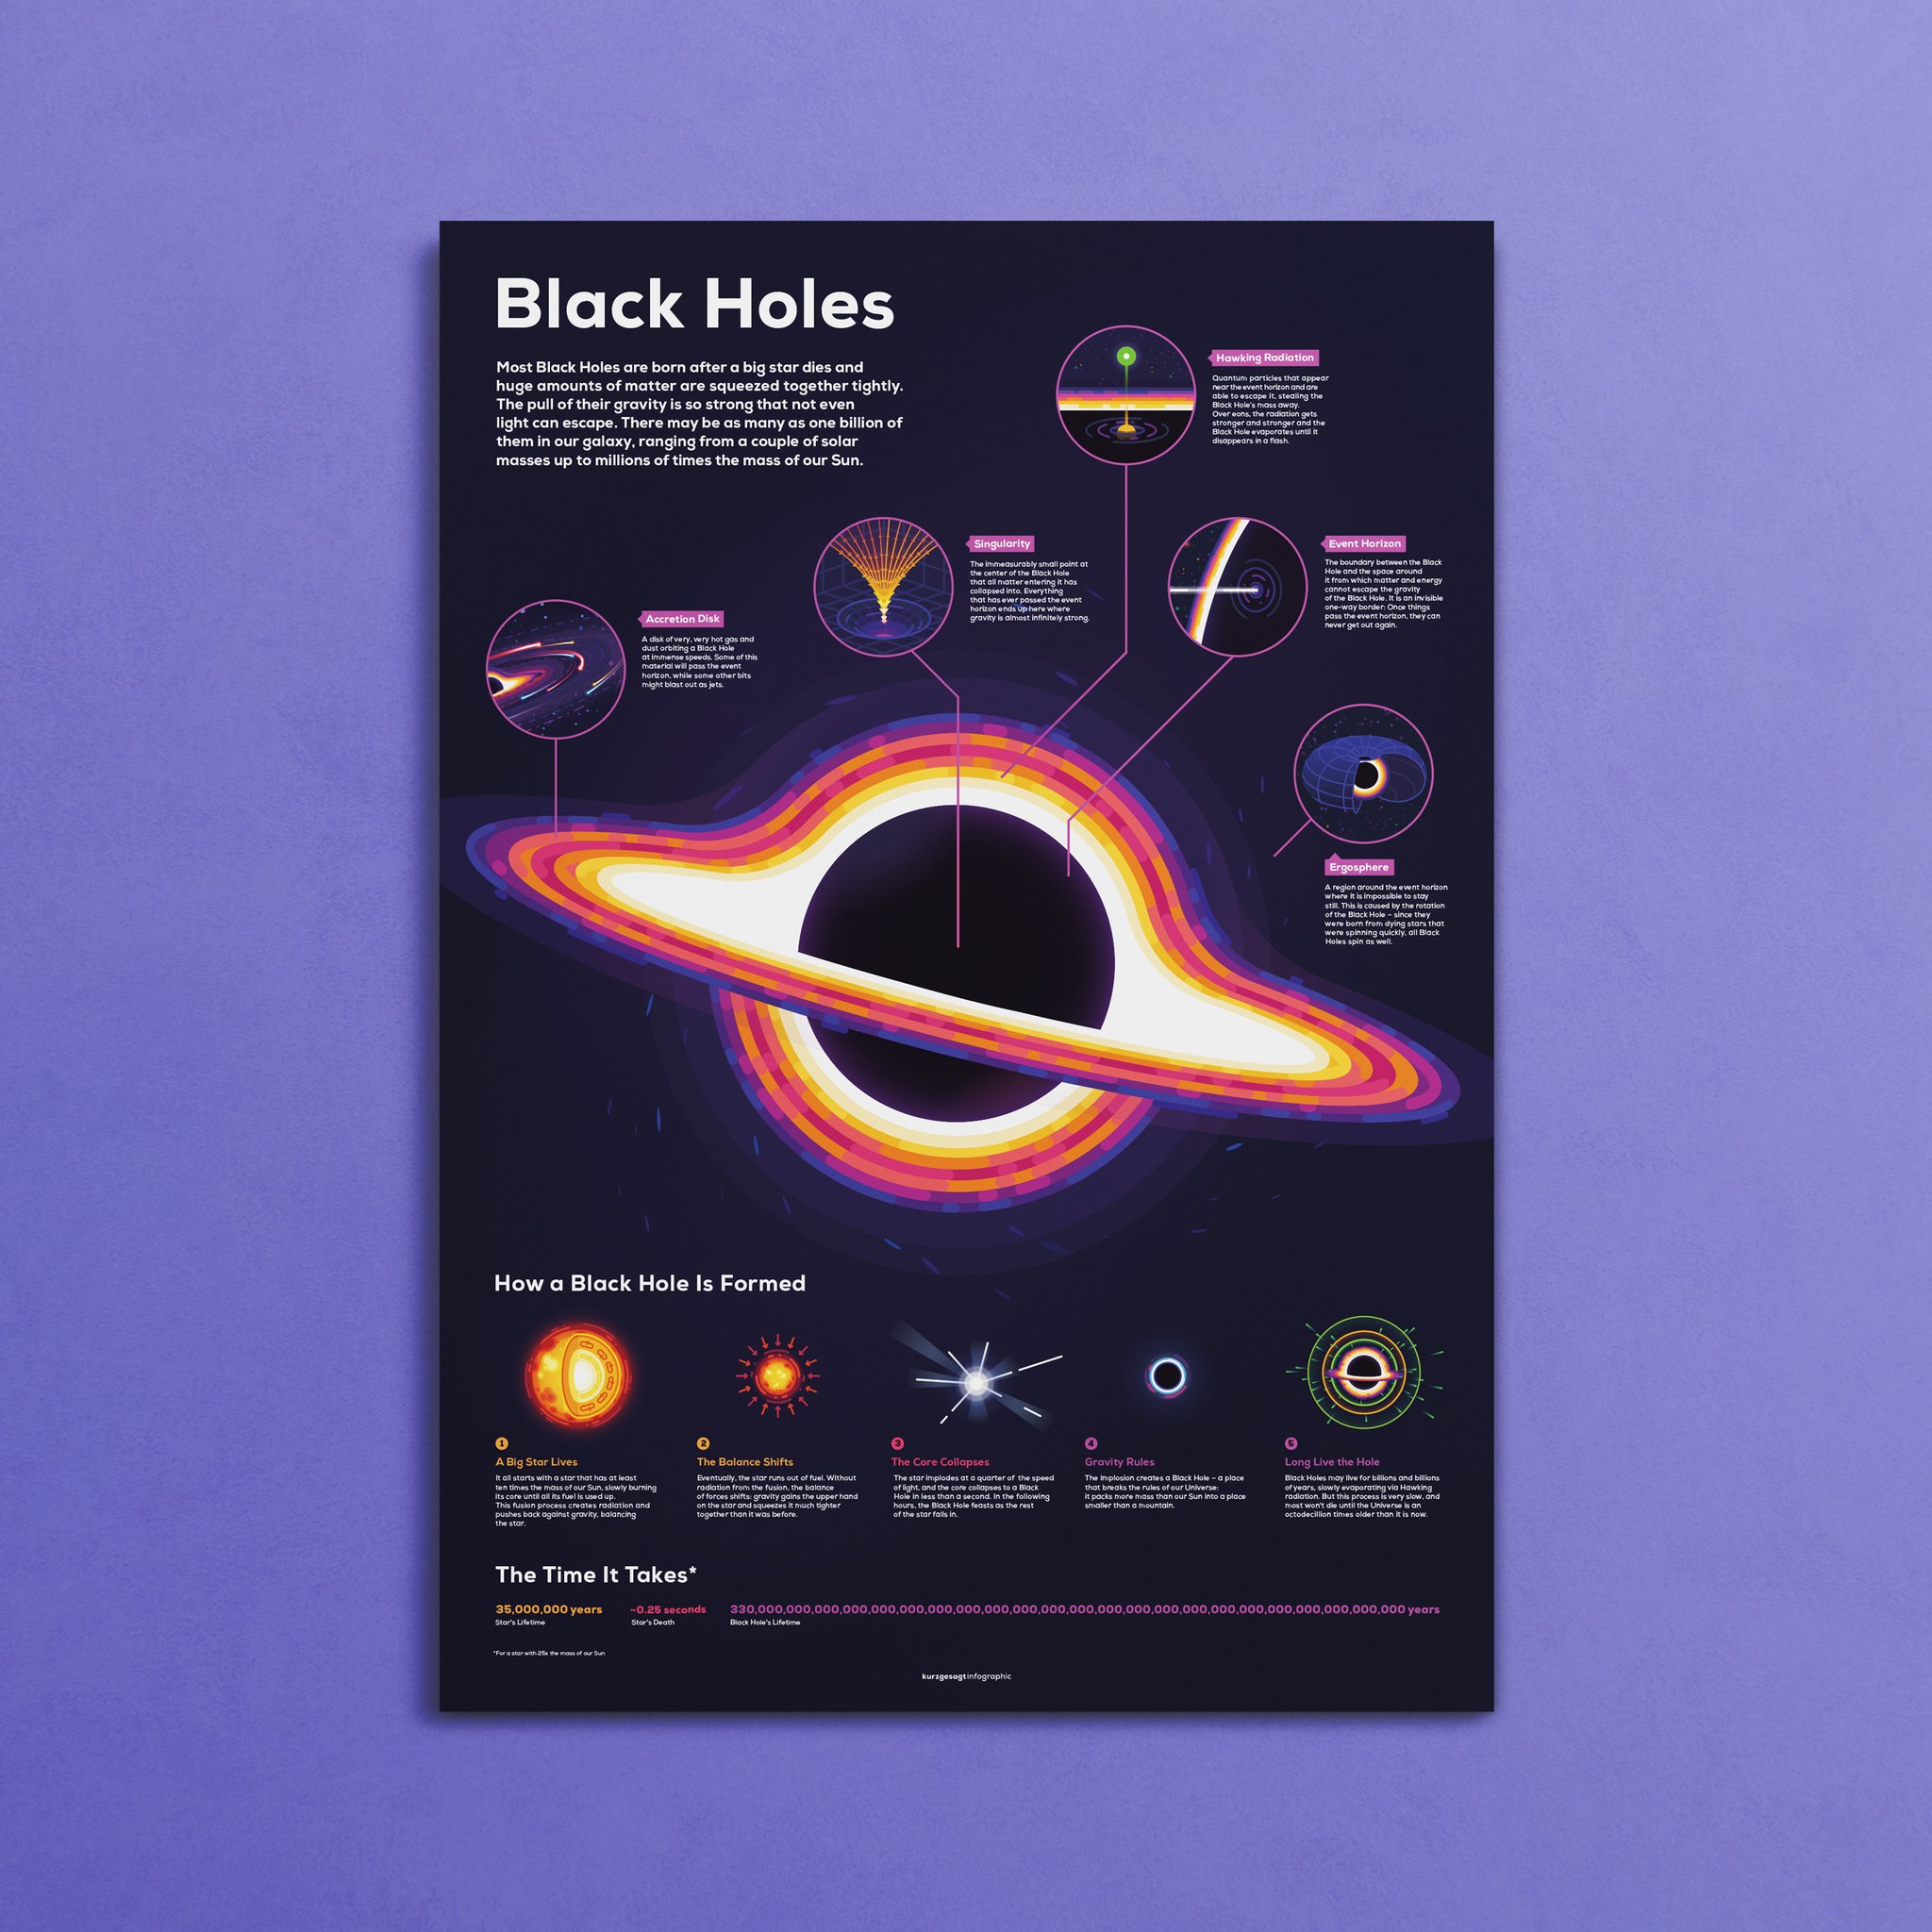 Black Holes
Most Black Holes are born after a big star dies and
huge amounts of matter are squeezed together tightly.
The pull of their gravity is so strong that not even
light can escape. There may be as many as one billion of
them in our galaxy, ranging from a couple of solar
masses up to millions of times the mass of our Sun.
Hawking Radiation
Quantum particles that appear
near the event horizon and are
able to escape it, stealing the
Black Hole's mass away.
Over eons, the radiation gets
stronger and stronger and the
Black Hole evaporates until it
disappears in a flash.
Singularity
The immeasurably small point at
the center of the Black Hole
that all matter entering it has
collapsed into. Everything
that has ever passed the event
horizon ends up here where
gravity is almost infinitely strong.
Event Horizon
The boundary between the Black
Hole and the space around
it from which matter and energy
cannot escape the gravity
of the Black Hole. It is an invisible
one-way border: Once things
pass the event horizon, they can
never get out again.
Accretion Disk
A disk of very, very hot gas and
dust orbiting a Black Hole
at immense speeds. Some of this
material will pass the event
horizon, while some other bits
might blast out as jets.
Ergosphere
A region around the event horizon
where it is impossible to stay
still. This is caused by the rotation
of the Black Hole – since they
were born from dying stars that
were spinning quickly, all Black
Holes spin as well.
How a Black Hole Is Formed
1
A Big Star Lives
It all starts with a star that has at least
ten times the mass of our Sun, slowly burning
its core until all its fuel is used up.
This fusion process creates radiation and
pushes back against gravity, balancing
the star.
2
The Balance Shifts
Eventually, the star runs out of fuel. Without
radiation from the fusion, the balance
of forces shifts: gravity gains the upper hand
on the star and squeezes it much tighter
together than it was before.
3
The Core Collapses
The star implodes at a quarter of the speed
of light, and the core collapses to a Black
Hole in less than a second. In the following
hours, the Black Hole feasts as the rest
of the star falls in.
4
Gravity Rules
The implosion creates a Black Hole – a place
that breaks the rules of our Universe:
it packs more mass than our Sun into a place
smaller than a mountain.
5
Long Live the Hole
Black Holes may live for billions and billions
of years, slowly evaporating via Hawking
radiation. But this process is very slow, and
most won't die until the Universe is an
octodecillion times older than it is now.
The Time It Takes*
35,000,000 years
Star's Lifetime
~0.25 seconds
Star's Death
330,000,000,000,000,000,000,000,000,000,000,000,000,000,000,000,000,000,000,000,000,000,000,000 years
Black Hole's Lifetime
*For a star with 25x the mass of our Sun
kurzgesagt infographic